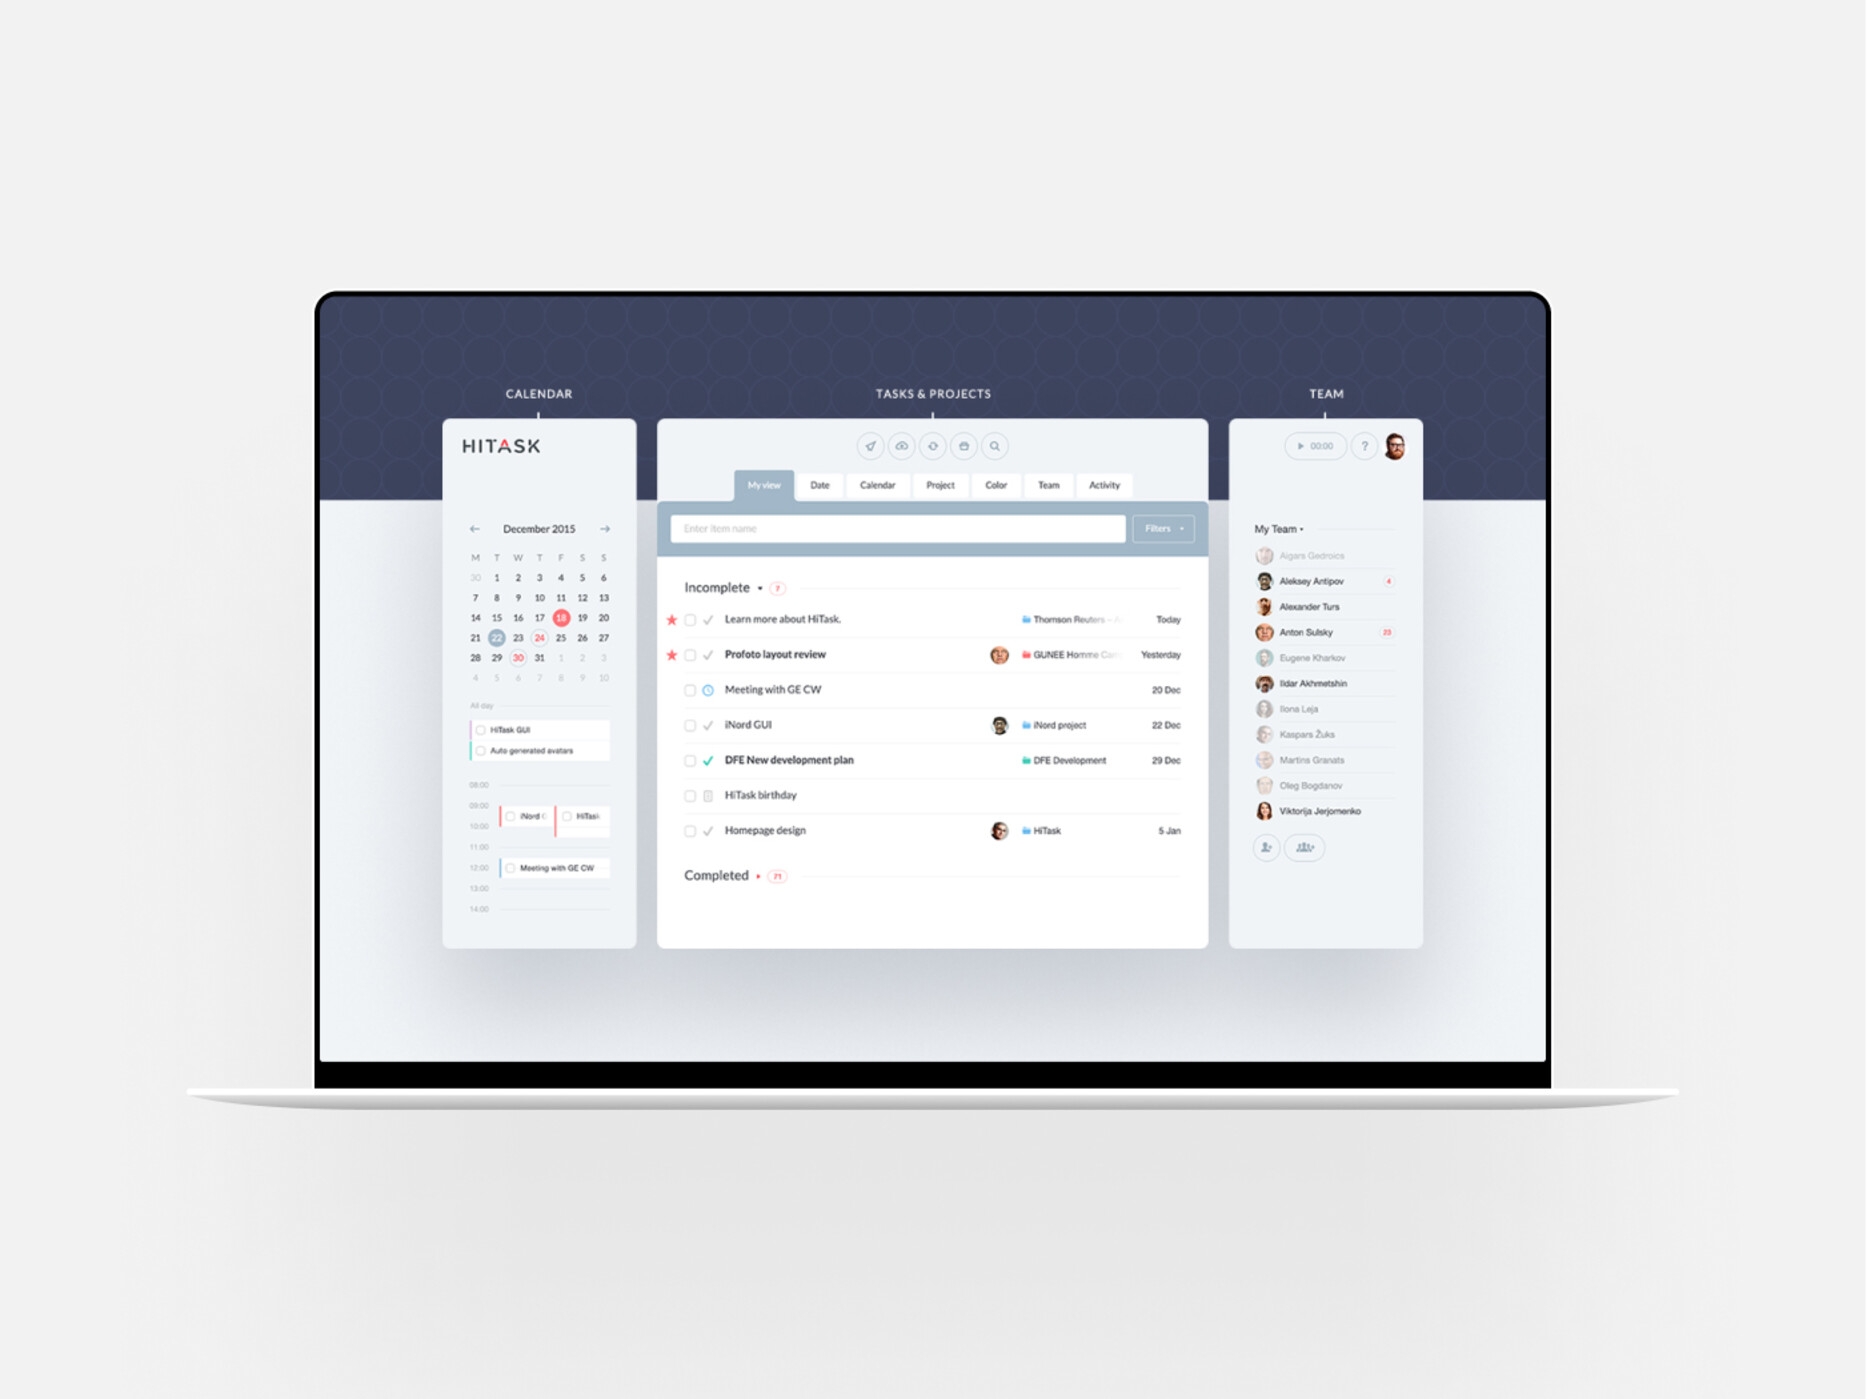 CALENDAR
TASKS & PROJECTS
TEAM
HITASK
December 2015
M T W T F S S
30 1 2 3 4 5 6
7 8 9 10 11 12 13
14 15 16 17 18 19 20
21 22 23 24 25 26 27
28 29 30 31 1 2 3
4 5 6 7 8 9 10
All day
HiTask GUI
Auto generated avatars
08:00
09:00
iNord
HiTask
10:00
11:00
12:00
Meeting with GE CW
13:00
14:00
My view
Date
Calendar
Project
Color
Team
Activity
Enter item name
Filters
Incomplete 7
Learn more about HiTask. Thomson Reuters – Today
Profoto layout review GUNEE Homme Yesterday
Meeting with GE CW 20 Dec
iNord GUI iNord project 22 Dec
DFE New development plan DFE Development 29 Dec
HiTask birthday
Homepage design HiTask 5 Jan
Completed 71
00:00
?
My Team
Aigars Gedroics
Aleksey Antipov 4
Alexander Turs
Anton Sulsky 23
Eugene Kharkov
Ildar Akhmetshin
Ilona Leja
Kaspars Žuks
Martins Granats
Oleg Bogdanov
Viktorija Jerjomenko